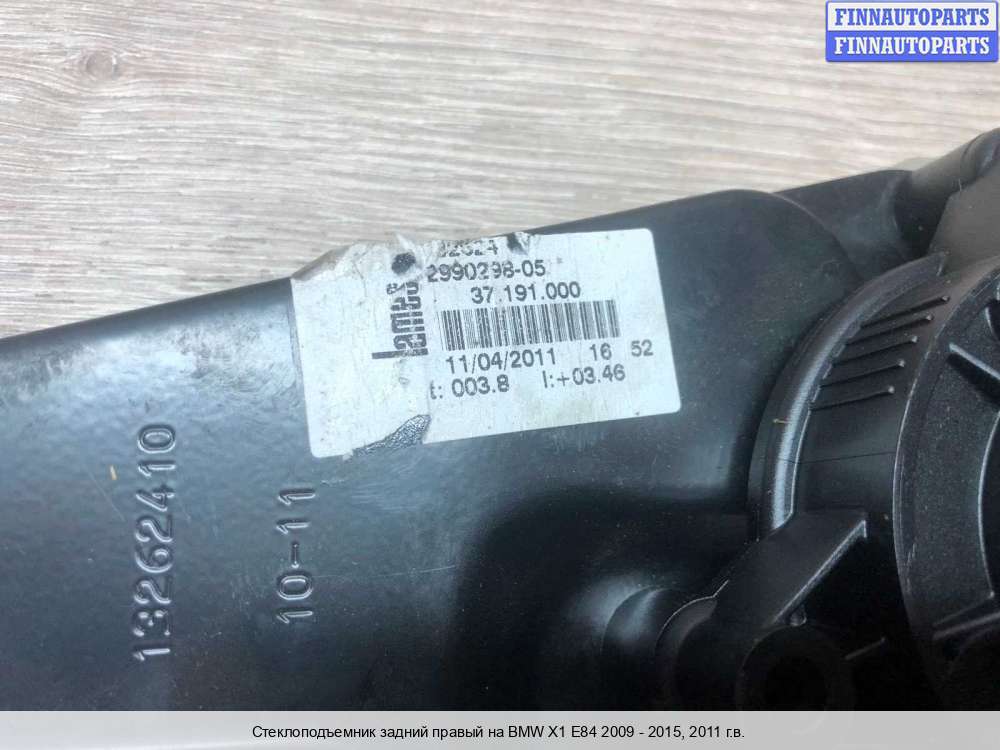 FINNAUTOPARTS
FINNAUTOPARTS
2990298-05
37.191.000
11/04/2011 16 52
t: 003.8 I:+03.46
13262410
10-11
Стеклоподъемник задний правый на BMW X1 E84 2009 - 2015, 2011 г.в.